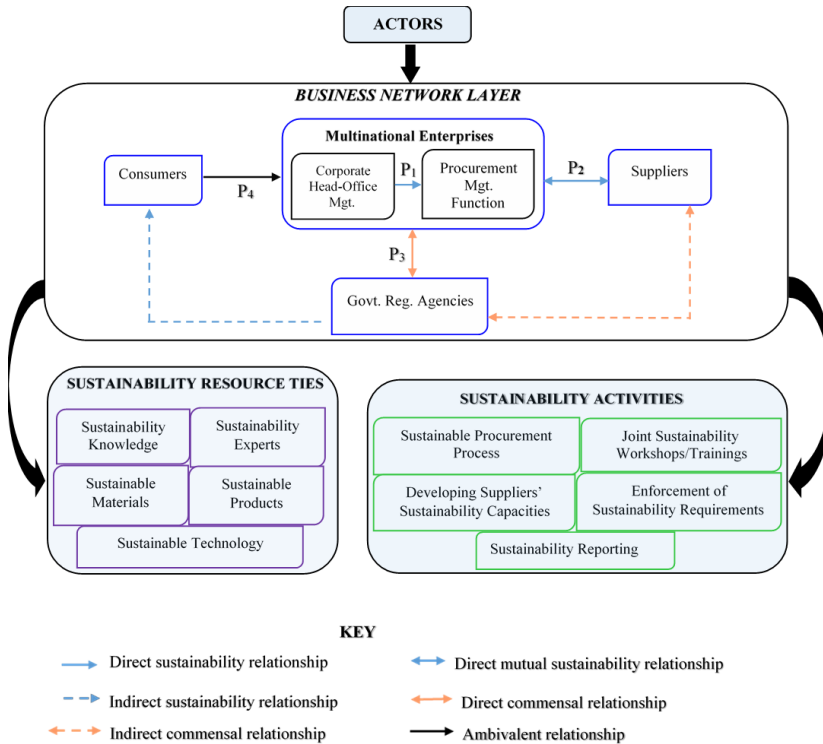 ACTORS
BUSINESS NETWORK LAYER
Multinational Enterprises
Consumers
P4
Corporate
Head-Office
Mgt.
P1
Procurement
Mgt.
Function
P2
Suppliers
P3
Govt. Reg. Agencies
SUSTAINABILITY RESOURCE TIES
Sustainability
Knowledge
Sustainability
Experts
Sustainable
Materials
Sustainable
Products
Sustainable Technology
SUSTAINABILITY ACTIVITIES
Sustainable Procurement
Process
Joint Sustainability
Workshops/Trainings
Developing Suppliers'
Sustainability Capacities
Enforcement of
Sustainability Requirements
Sustainability Reporting
KEY
Direct sustainability relationship
Direct mutual sustainability relationship
Indirect sustainability relationship
Direct commensal relationship
Indirect commensal relationship
Ambivalent relationship